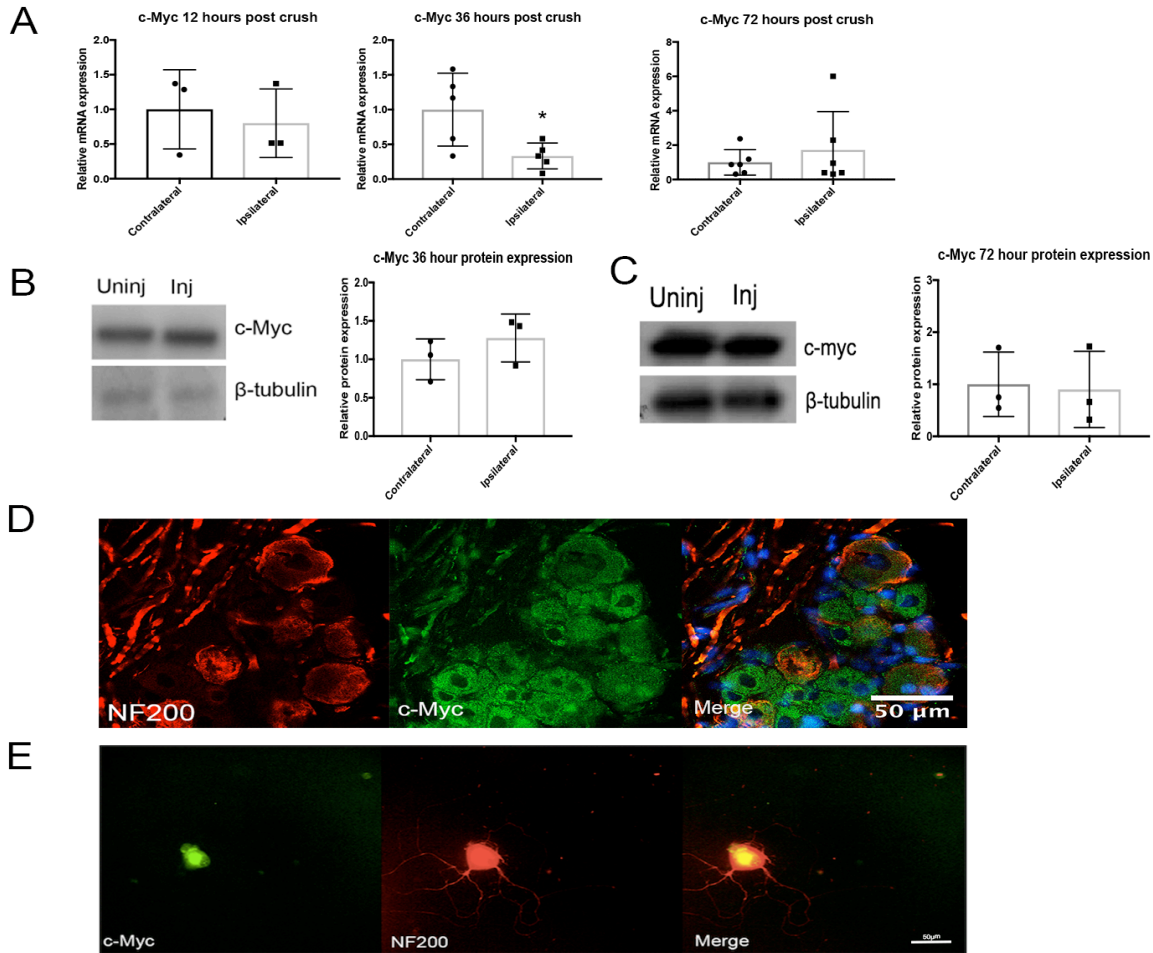 A
c-Myc 12 hours post crush
Relative mRNA expression
2.0
1.5
1.0
0.5
0.0
Contralateral
Ipsilateral
c-Myc 36 hours post crush
Relative mRNA expression
2.0
1.5
1.0
0.5
0.0
*
Contralateral
Ipsilateral
c-Myc 72 hours post crush
Relative mRNA expression
8
6
4
2
0
Contralateral
Ipsilateral
B
Uninj Inj
c-Myc
β-tubulin
c-Myc 36 hour protein expression
Relative protein expression
2.0
1.5
1.0
0.5
0.0
Contralateral
Ipsilateral
C
Uninj Inj
c-myc
β-tubulin
c-Myc 72 hour protein expression
Relative protein expression
3
2
1
0
Contralateral
Ipsilateral
D
NF200
c-Myc
Merge
50 µm
E
c-Myc
NF200
Merge
50µm